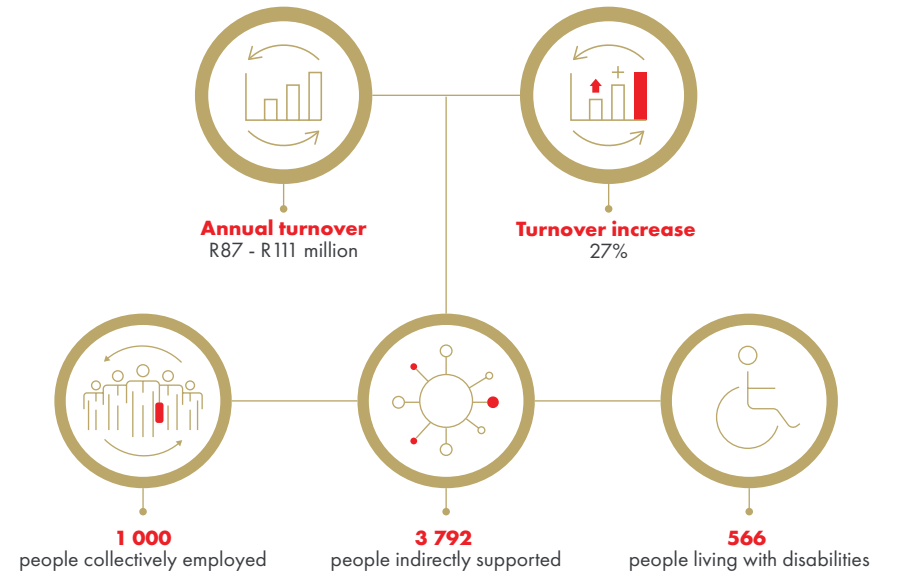 Annual turnover
R87 - R111 million
Turnover increase
27%
1 000
people collectively employed
3 792
people indirectly supported
566
people living with disabilities